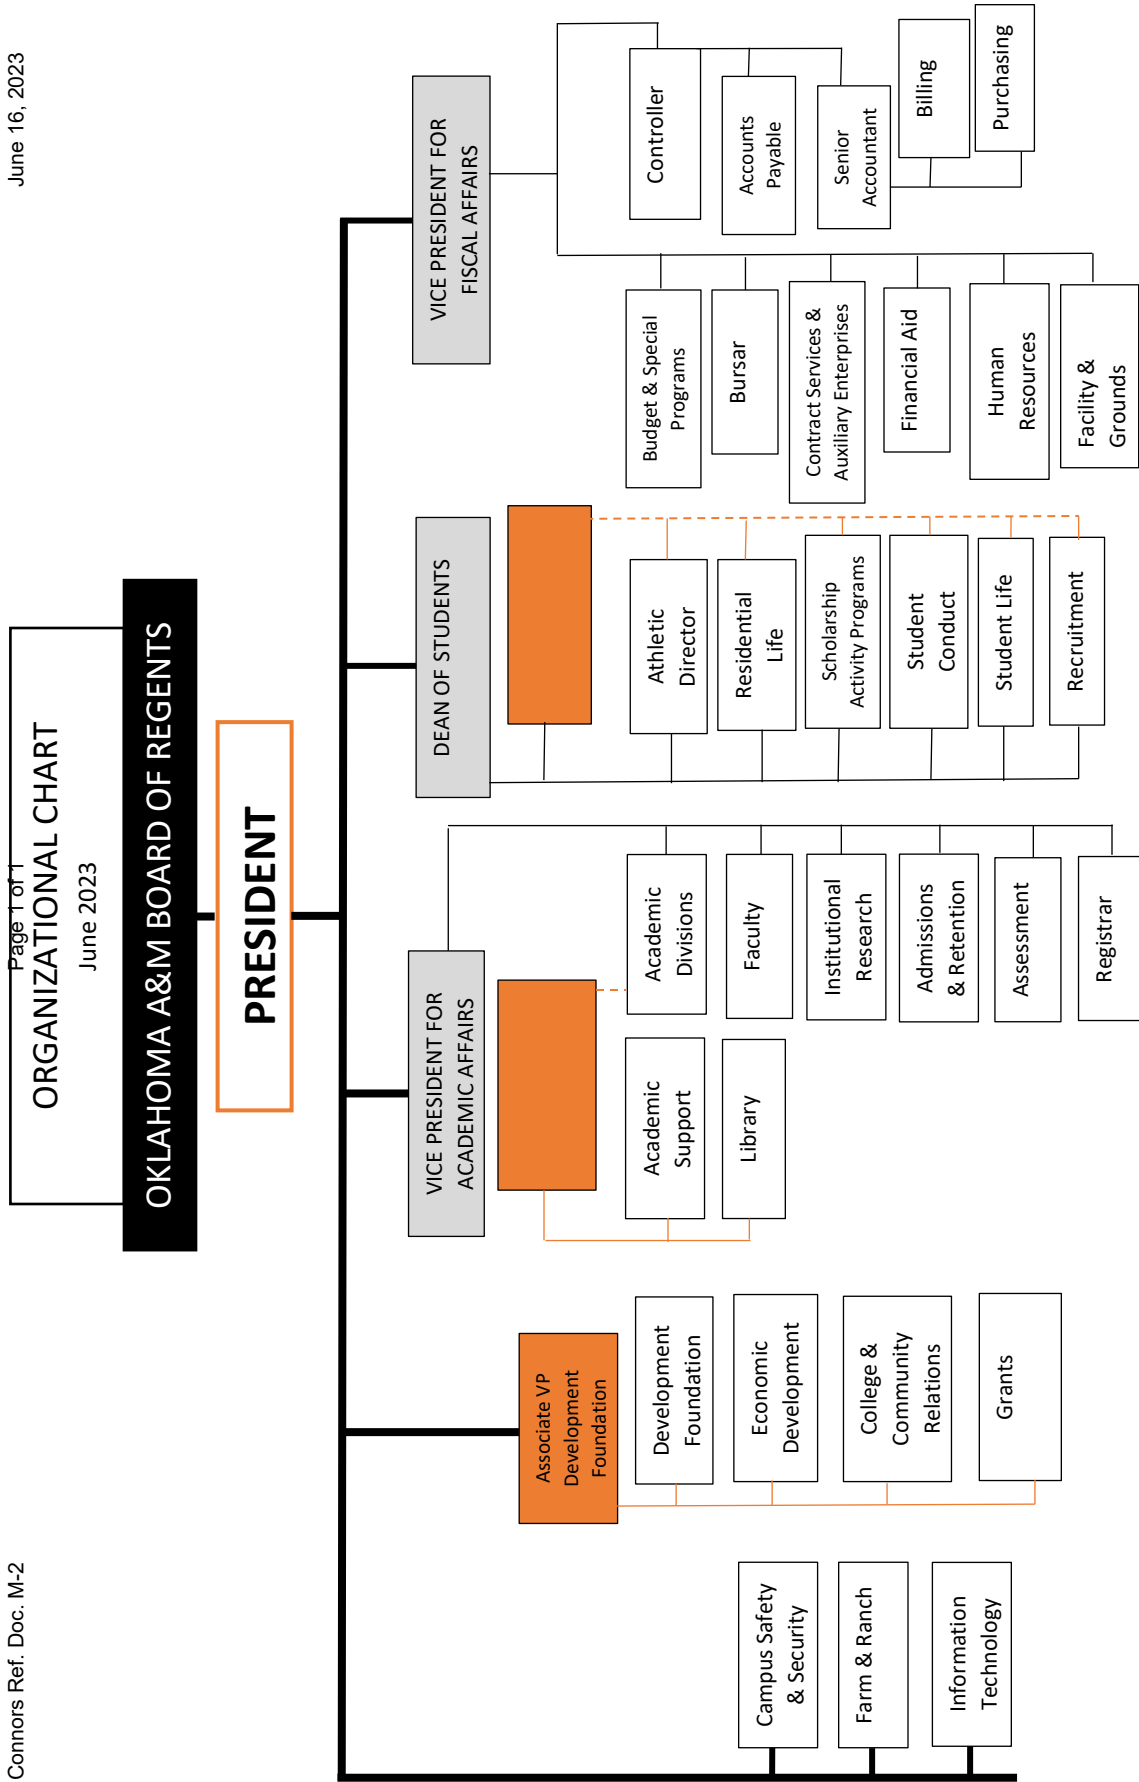 Connors Ref. Doc. M-2
June 16, 2023
Page 1 of 1
ORGANIZATIONAL CHART
June 2023
OKLAHOMA A&M BOARD OF REGENTS
PRESIDENT
Campus Safety
& Security
Farm & Ranch
Information
Technology
Associate VP
Development
Foundation
Development
Foundation
Economic
Development
College &
Community
Relations
Grants
VICE PRESIDENT FOR
ACADEMIC AFFAIRS
Academic
Support
Library
Academic
Divisions
Faculty
Institutional
Research
Admissions
& Retention
Assessment
Registrar
DEAN OF STUDENTS
Athletic
Director
Residential
Life
Scholarship
Activity Programs
Student
Conduct
Student Life
Recruitment
VICE PRESIDENT FOR
FISCAL AFFAIRS
Budget & Special
Programs
Bursar
Contract Services &
Auxiliary Enterprises
Financial Aid
Human
Resources
Facility &
Grounds
Controller
Accounts
Payable
Senior
Accountant
Billing
Purchasing